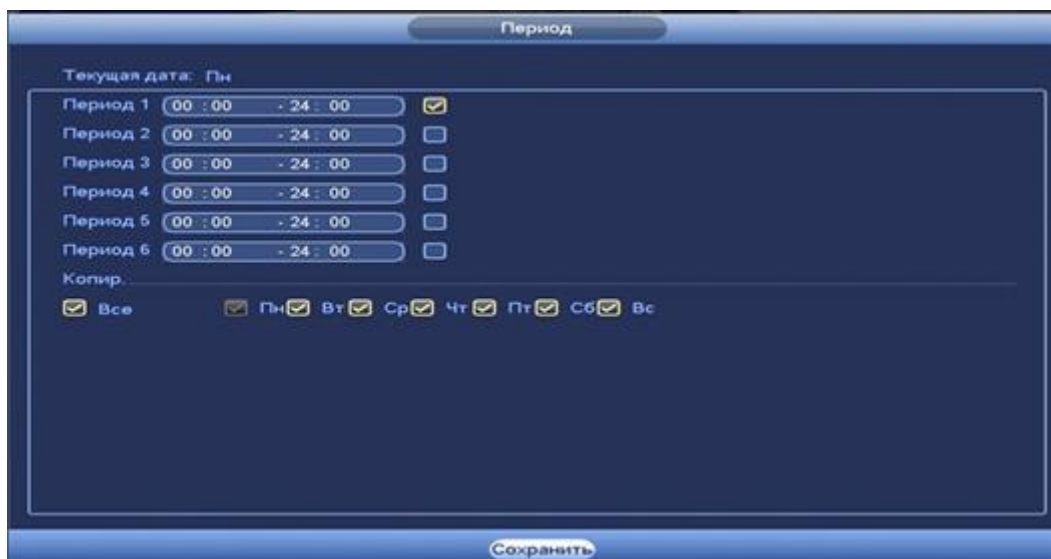 Период
Текущая дата: Пн
Период 1 00 : 00 - 24 : 00
Период 2 00 : 00 - 24 : 00
Период 3 00 : 00 - 24 : 00
Период 4 00 : 00 - 24 : 00
Период 5 00 : 00 - 24 : 00
Период 6 00 : 00 - 24 : 00
Копир.
Все Пн Вт Ср Чт Пт Сб Вс
Сохранить